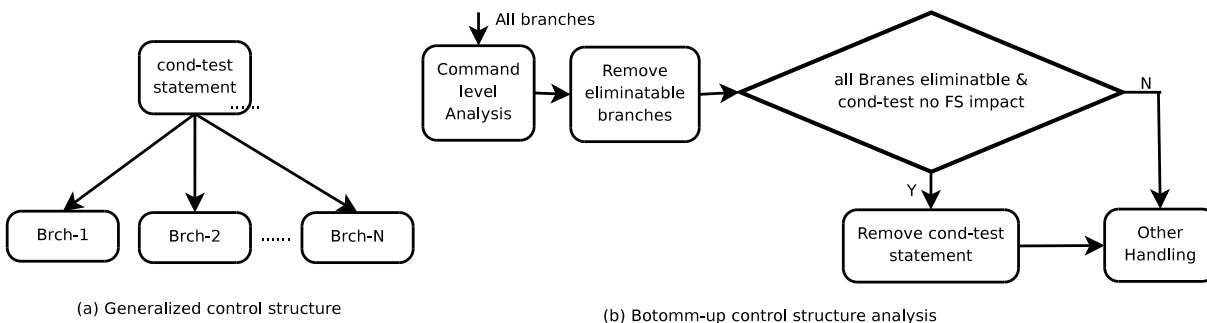 cond-test
statement
......
Brch-1
Brch-2
......
Brch-N
(a) Generalized control structure
All branches
Command
level
Analysis
Remove
eliminatable
branches
all Branes eliminatble &
cond-test no FS impact
N
Y
Remove cond-test
statement
Other
Handling
(b) Botomm-up control structure analysis